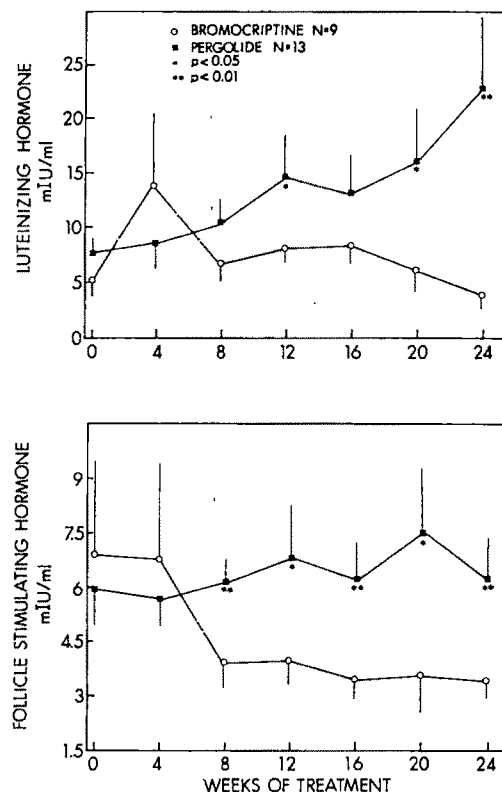 ○ BROMOCRIPTINE N=9
■ PERGOLIDE N=13
* p<0.05
** p<0.01
LUTEINIZING HORMONE
mIU/ml
25
20
15
10
5
0
*
*
**
0 4 8 12 16 20 24
FOLLICLE STIMULATING HORMONE
mIU/ml
9
7.5
6
4.5
3
1.5
**
*
**
*
**
0 4 8 12 16 20 24
WEEKS OF TREATMENT